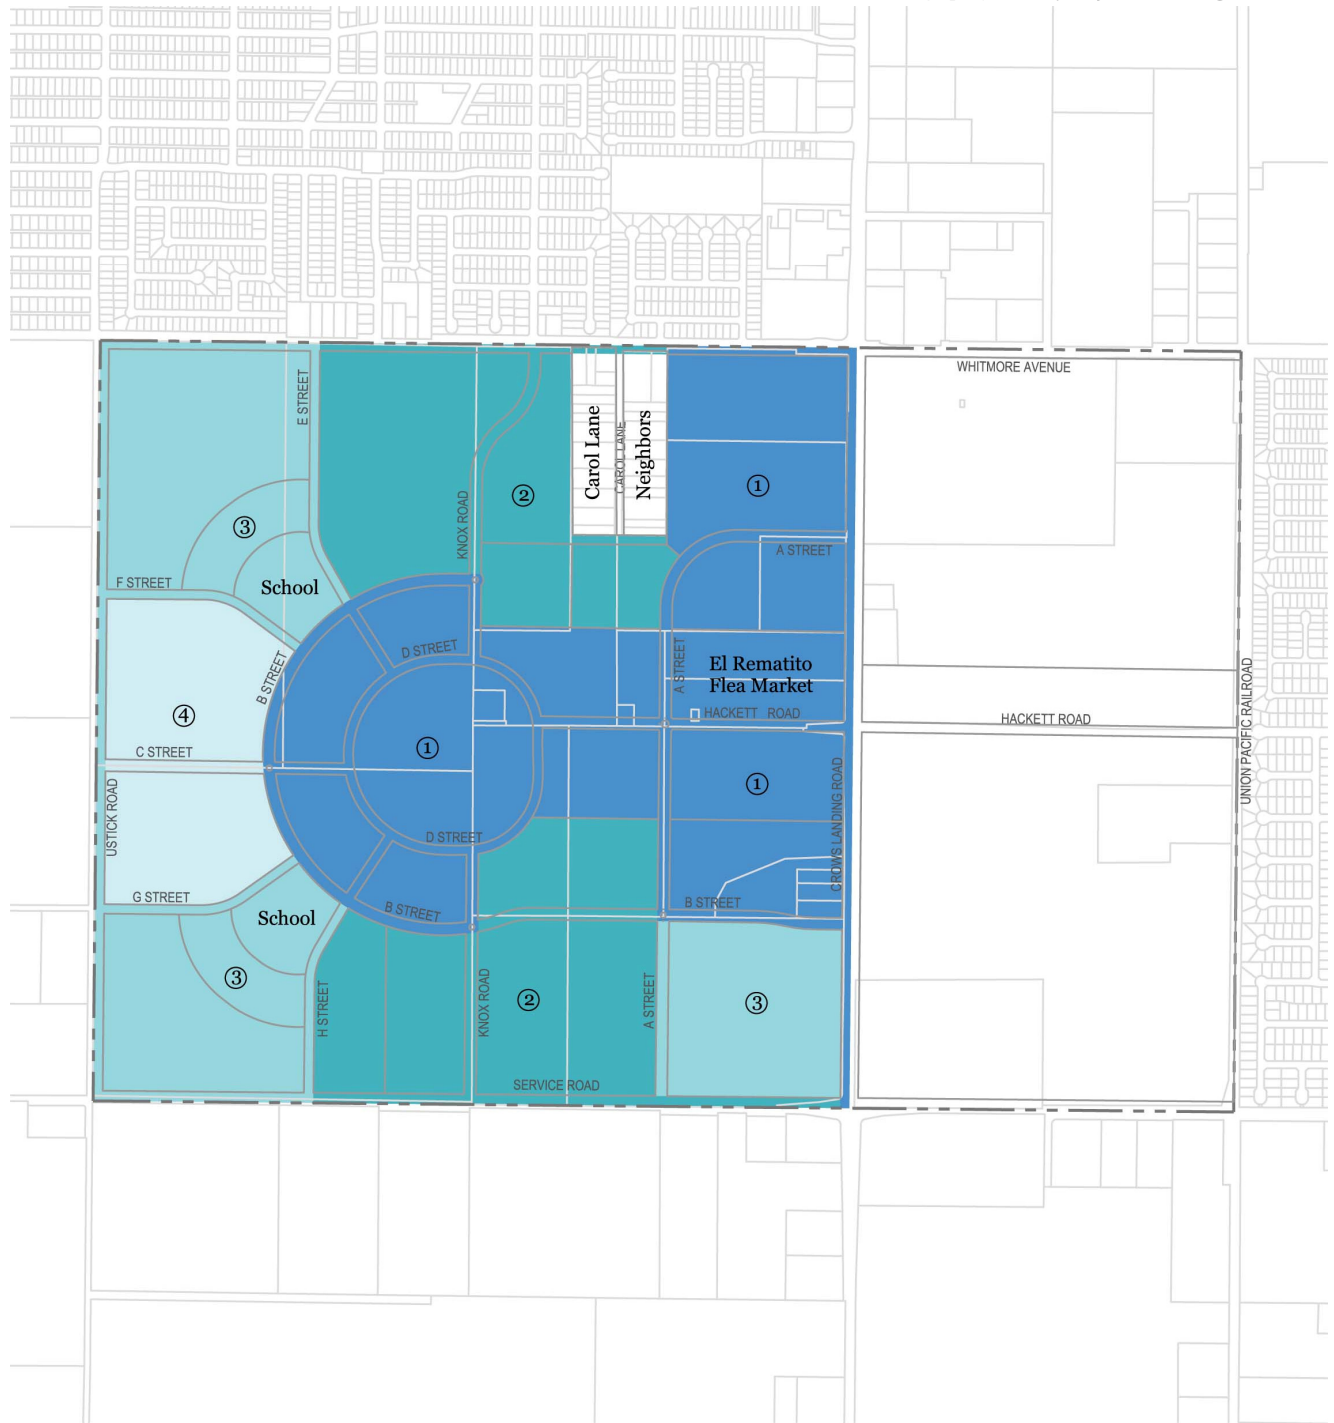 WHITMORE AVENUE
E STREET
Carol Lane
CAROL LANE
Neighbors
①
②
KNOX ROAD
③
A STREET
F STREET
School
D STREET
B STREET
A STREET
El Rematito
Flea Market
④
HACKETT ROAD
HACKETT ROAD
UNION PACIFIC RAILROAD
C STREET
①
①
USTICK ROAD
CROWS LANDING ROAD
D STREET
G STREET
B STREET
B STREET
School
③
H STREET
KNOX ROAD
②
A STREET
③
SERVICE ROAD